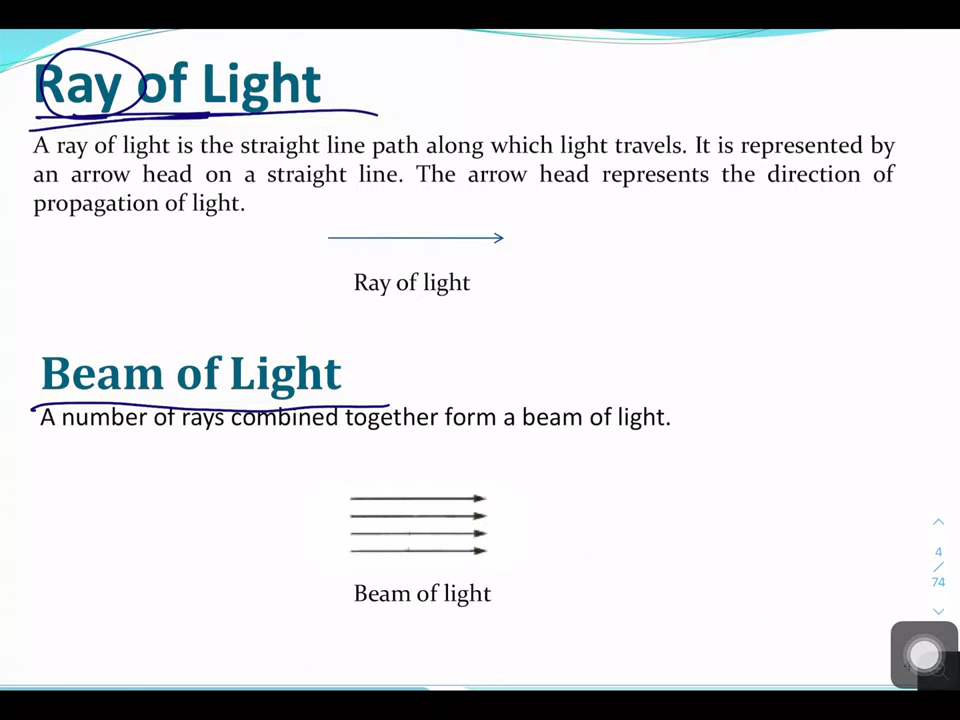 Ray of Light
A ray of light is the straight line path along which light travels. It is represented by
an arrow head on a straight line. The arrow head represents the direction of
propagation of light.
Ray of light
Beam of Light
A number of rays combined together form a beam of light.
Beam of light
4
/
74